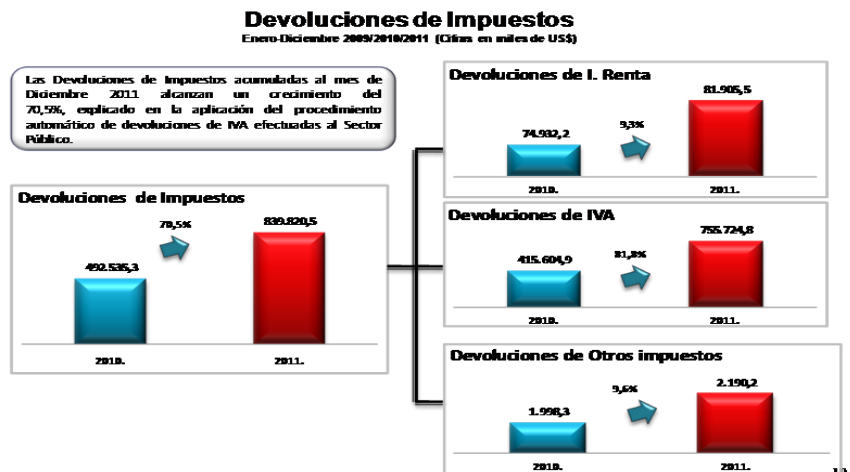 Devoluciones de Impuestos
Enero-Diciembre 2009/2010/2011 (Cifras en miles de US$)
Las Devoluciones de Impuestos acumuladas al mes de
Diciembre 2011 alcanzan un crecimiento del
70,5%, explicado en la aplicación del procedimiento
automático de devoluciones de IVA efectuadas al Sector
Público.
Devoluciones de Impuestos
70,5%
492.535,3
839.820,5
2010.
2011.
Devoluciones de I. Renta
81.905,5
9,3%
74.932,2
2010.
2011.
Devoluciones de IVA
755.724,8
81,8%
415.604,9
2010.
2011.
Devoluciones de Otros impuestos
2.190,2
9,6%
1.998,3
2010.
2011.